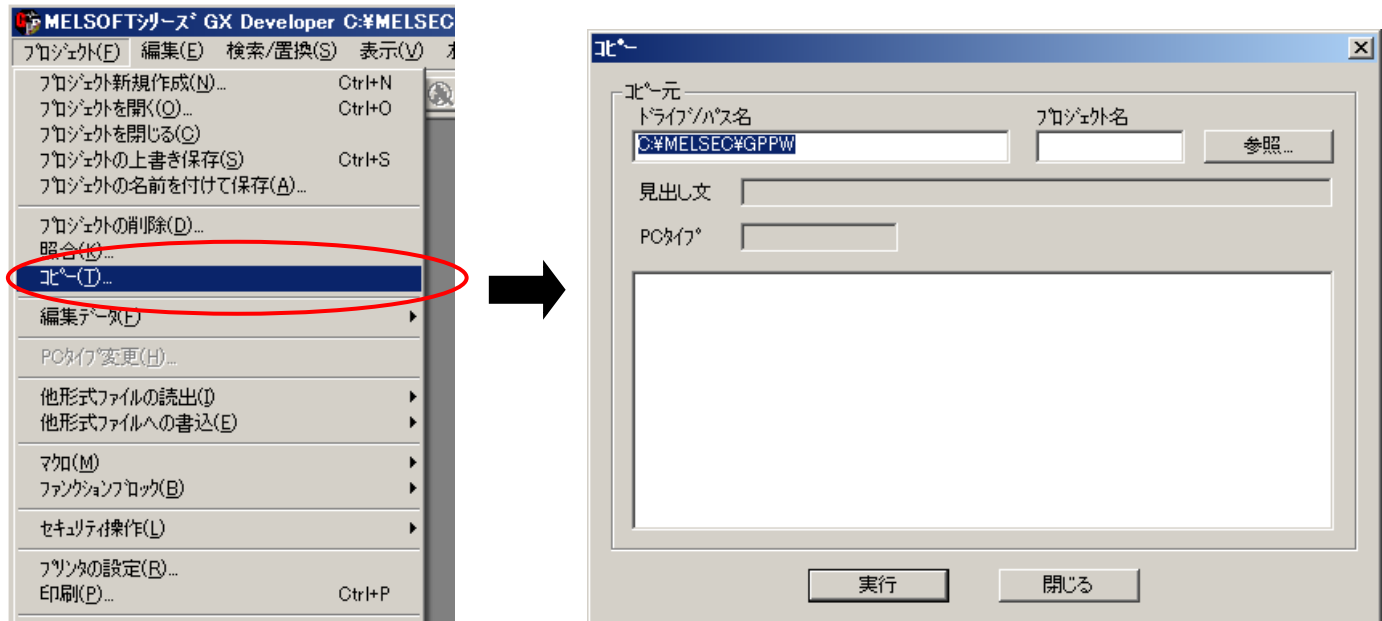 MELSOFTシリーズ GX Developer C:¥MELSEC
プロジェクト(F) 編集(E) 検索/置換(S) 表示(V)
プロジェクト新規作成(N)... Ctrl+N
プロジェクトを開く(O)... Ctrl+O
プロジェクトを閉じる(C)
プロジェクトの上書き保存(S) Ctrl+S
プロジェクトの名前を付けて保存(A)...
プロジェクトの削除(D)...
照合(K)...
コピー(T)...
編集データ(F)
PCタイプ変更(H)...
他形式ファイルの読出(I)
他形式ファイルへの書込(E)
マクロ(M)
ファンクションブロック(B)
セキュリティ操作(L)
プリンタの設定(R)...
印刷(P)... Ctrl+P
コピー
コピー元
ドライブ/パス名 プロジェクト名
C:¥MELSEC¥GPPW 参照...
見出し文
PCタイプ
実行 閉じる